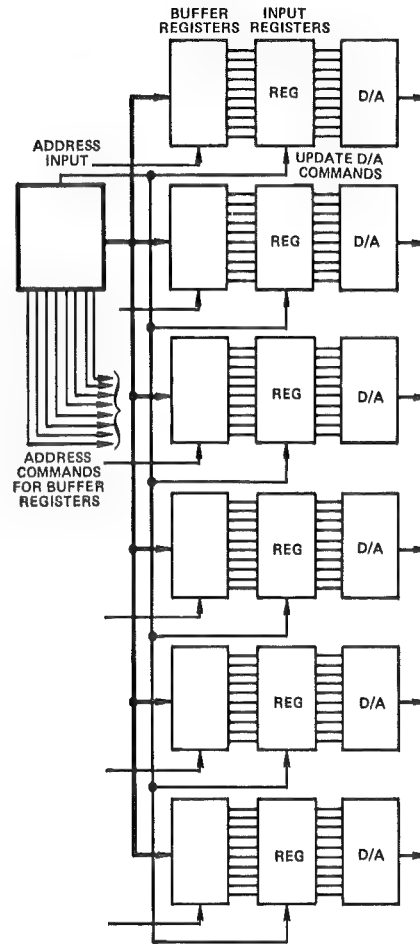 BUFFER
REGISTERS
INPUT
REGISTERS
REG
D/A
ADDRESS
INPUT
UPDATE D/A
COMMANDS
REG
D/A
REG
D/A
ADDRESS
COMMANDS
FOR BUFFER
REGISTERS
REG
D/A
REG
D/A
REG
D/A